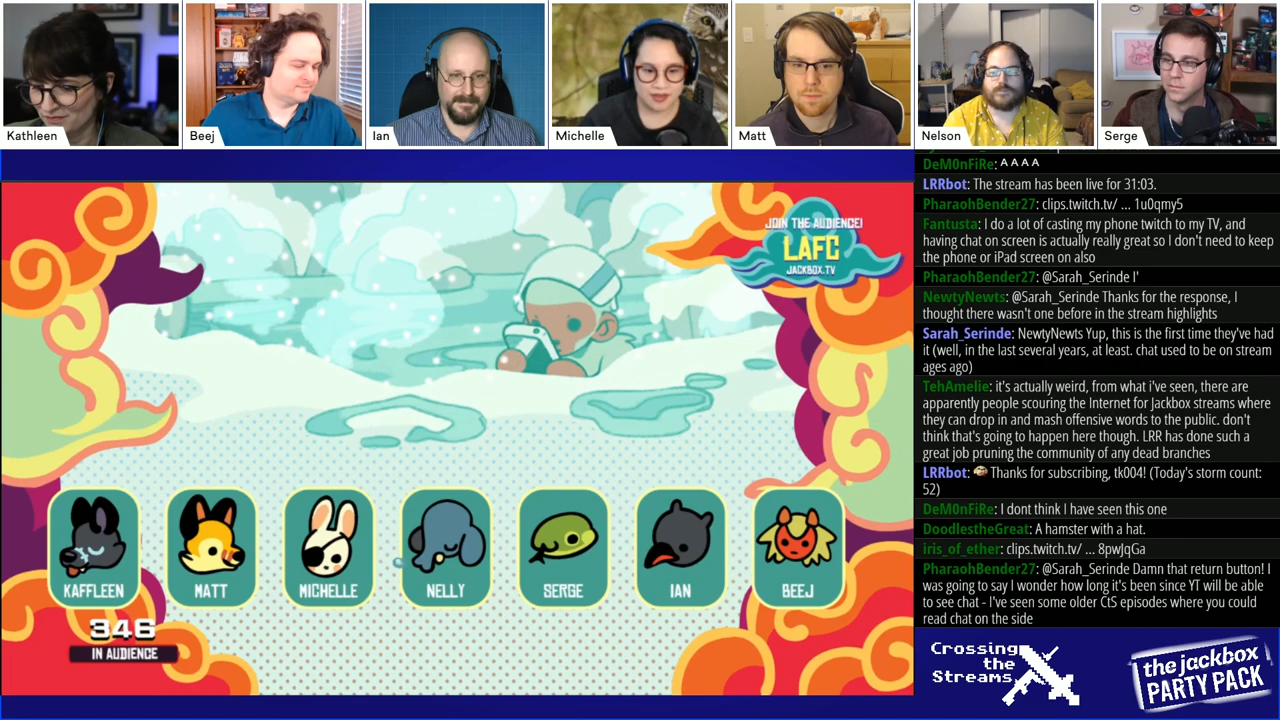 Kathleen
Beej
Ian
Michelle
Matt
Nelson
Serge
JOIN THE AUDIENCE!
LAFC
JACKBOX.TV
KAFFLEEN
MATT
MICHELLE
NELLY
SERGE
IAN
BEEJ
346
IN AUDIENCE
DeM0nFiRe: A A A A
LRRbot: The stream has been live for 31:03.
PharaohBender27: clips.twitch.tv/ ... 1u0qmy5
Fantusta: I do a lot of casting my phone twitch to my TV, and
having chat on screen is actually really great so I don't need to keep
the phone or iPad screen on also
PharaohBender27: @Sarah_Serinde I'
NewtyNewts: @Sarah_Serinde Thanks for the response, I
thought there wasn't one before in the stream highlights
Sarah_Serinde: NewtyNewts Yup, this is the first time they've had
it (well, in the last several years, at least. chat used to be on stream
ages ago)
TehAmelie: it's actually weird, from what i've seen, there are
apparently people scouring the Internet for Jackbox streams where
they can drop in and mash offensive words to the public. don't
think that's going to happen here though. LRR has done such a
great job pruning the community of any dead branches
LRRbot: Thanks for subscribing, tk004! (Today's storm count:
52)
DeM0nFiRe: I dont think I have seen this one
DoodlestheGreat: A hamster with a hat.
iris_of_ether: clips.twitch.tv/ ... 8pwJqGa
PharaohBender27: @Sarah_Serinde Damn that return button! I
was going to say I wonder how long it's been since YT will be able
to see chat - I've seen some older CtS episodes where you could
read chat on the side
Crossing
the
Streams
the jackbox
PARTY PACK